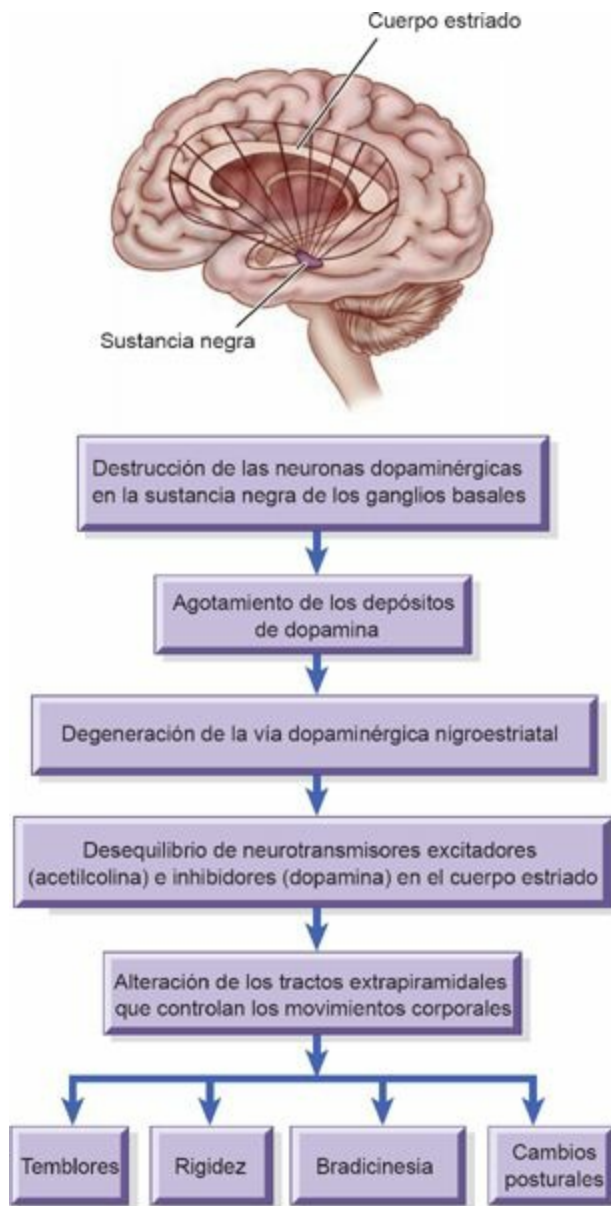 Cuerpo estriado
Sustancia negra
Destrucción de las neuronas dopaminérgicas
en la sustancia negra de los ganglios basales
Agotamiento de los depósitos
de dopamina
Degeneración de la vía dopaminérgica nigroestriatal
Desequilibrio de neurotransmisores excitadores
(acetilcolina) e inhibidores (dopamina) en el cuerpo estriado
Alteración de los tractos extrapiramidales
que controlan los movimientos corporales
Temblores
Rigidez
Bradicinesia
Cambios
posturales